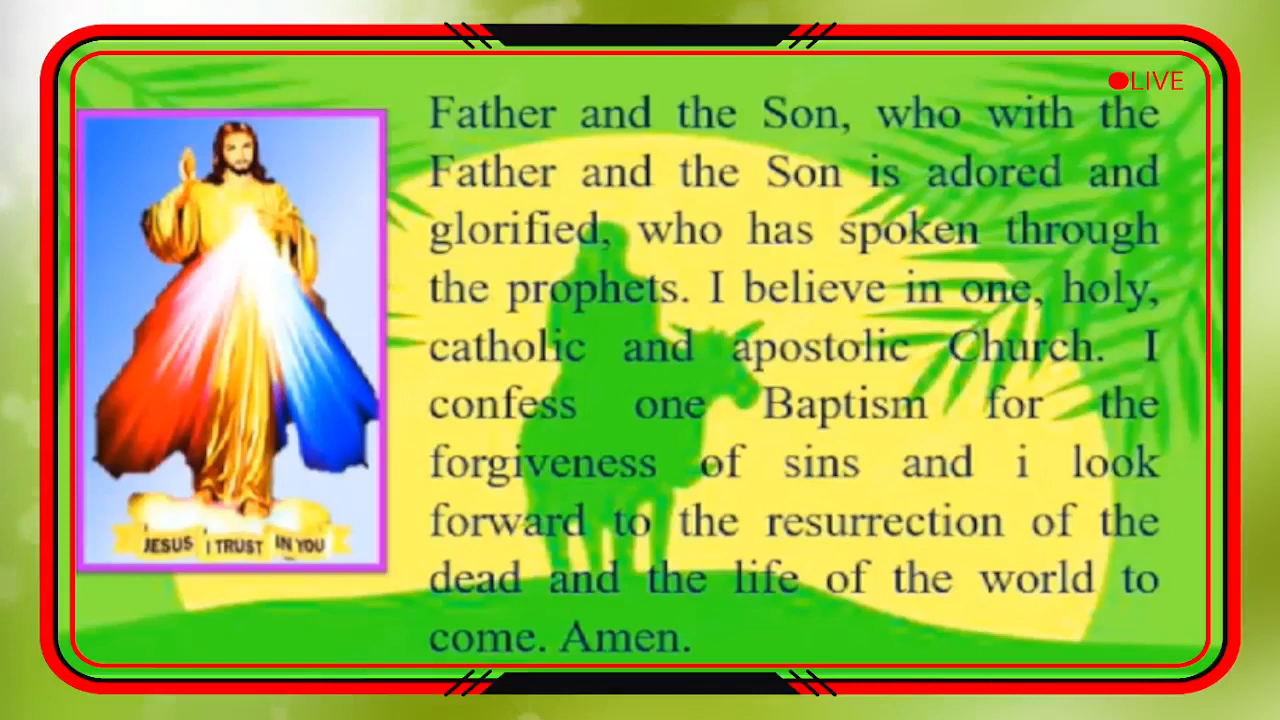 LIVE
Father and the Son, who with the
Father and the Son is adored and
glorified, who has spoken through
the prophets. I believe in one, holy,
catholic and apostolic Church. I
confess one Baptism for the
forgiveness of sins and i look
forward to the resurrection of the
dead and the life of the world to
come. Amen.
JESUS I TRUST IN YOU